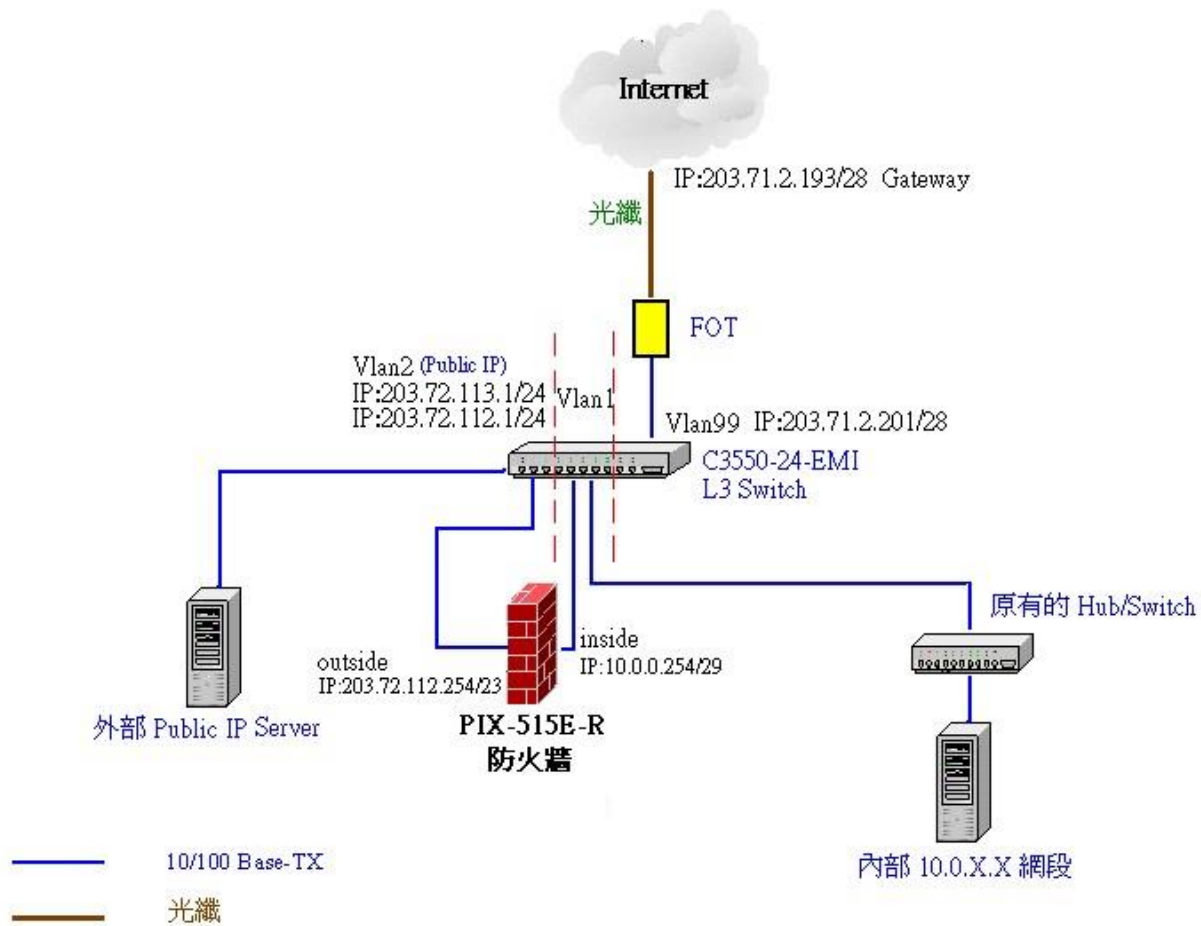 Internet
IP:203.71.2.193/28 Gateway
光纖
FOT
Vlan2 (Public IP)
IP:203.72.113.1/24
IP:203.72.112.1/24
Vlan1
Vlan99 IP:203.71.2.201/28
C3550-24-EMI
L3 Switch
原有的 Hub/Switch
inside
IP:10.0.0.254/29
outside
IP:203.72.112.254/23
外部 Public IP Server
PIX-515E-R
防火牆
內部 10.0.X.X 網段
10/100 Base-TX
光纖